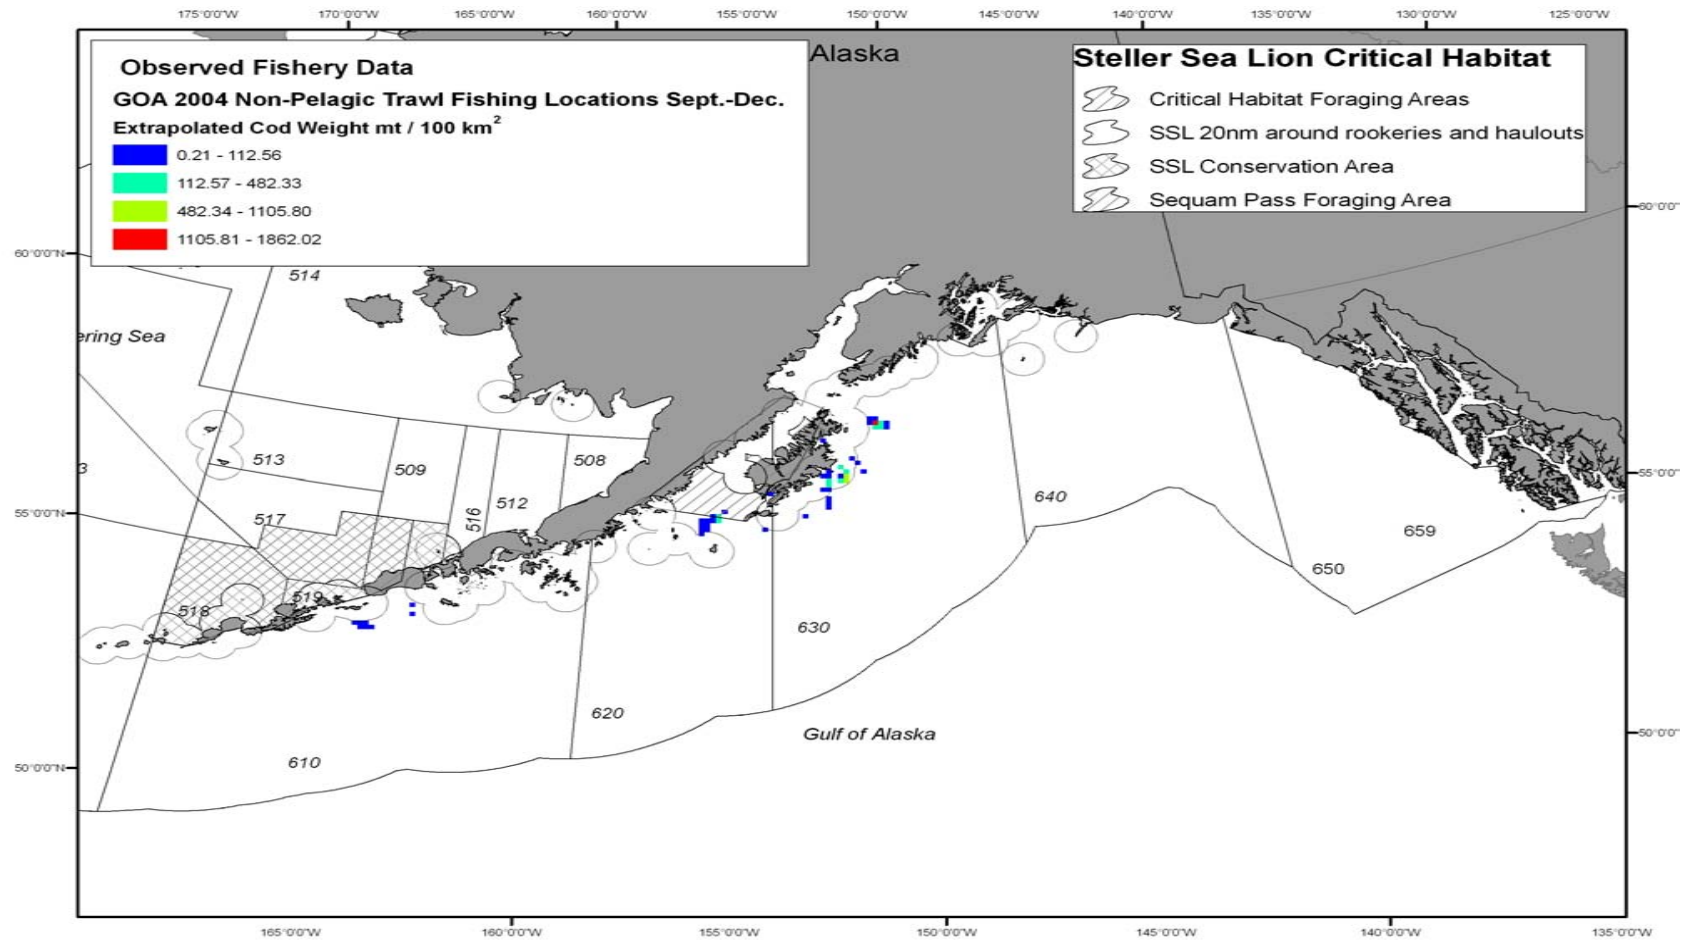 175°0'0"W 170°0'0"W 165°0'0"W 160°0'0"W 155°0'0"W 150°0'0"W 145°0'0"W 140°0'0"W 135°0'0"W 130°0'0"W 125°0'0"W
Alaska
Observed Fishery Data
GOA 2004 Non-Pelagic Trawl Fishing Locations Sept.-Dec.
Extrapolated Cod Weight mt / 100 km2
0.21 - 112.56
112.57 - 482.33
482.34 - 1105.80
1105.81 - 1862.02
Steller Sea Lion Critical Habitat
Critical Habitat Foraging Areas
SSL 20nm around rookeries and haulouts
SSL Conservation Area
Sequam Pass Foraging Area
60°0'0"
60°0'0"N
514
ering Sea
513
509
508
3
55°0'0"
512
640
516
517
55°0'0"N
659
650
519
518
630
620
Gulf of Alaska
50°0'0"
610
50°0'0"N
165°0'0"W 160°0'0"W 155°0'0"W 150°0'0"W 145°0'0"W 140°0'0"W 135°0'0"W